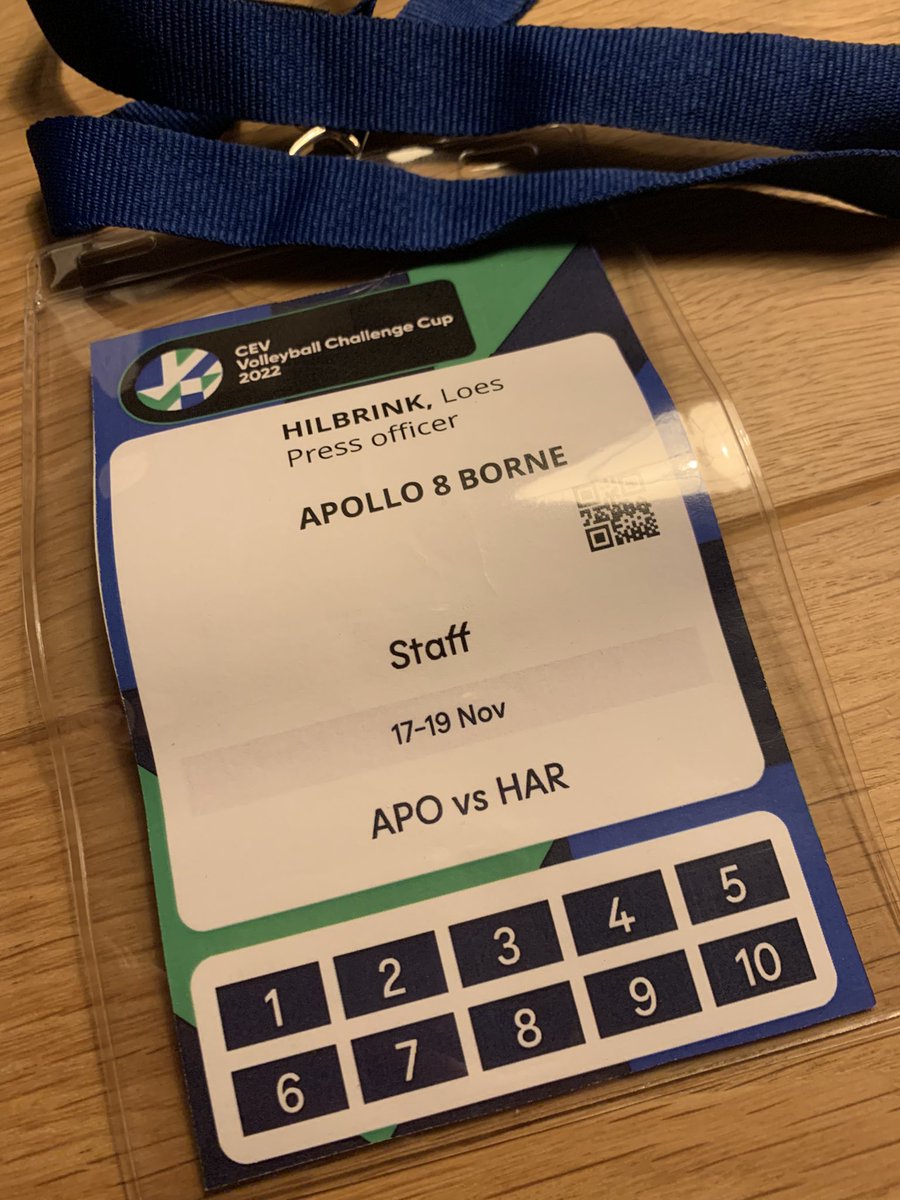 CEV
Volleyball Challenge Cup
2022
HILBRINK, Loes
Press officer
APOLLO 8 BORNE
Staff
17-19 Nov
APO vs HAR
1 2 3 4 5
6 7 8 9 10